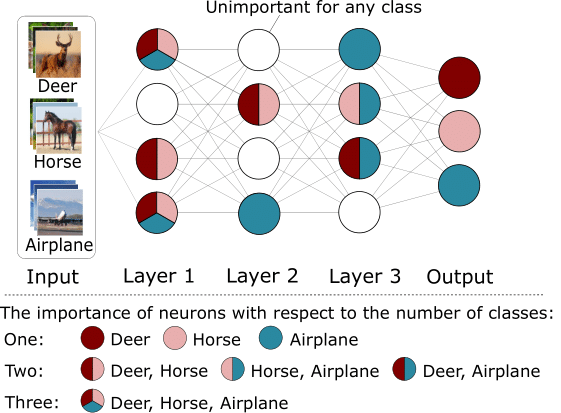 Unimportant for any class
Deer
Horse
Airplane
Input Layer 1 Layer 2 Layer 3 Output
The importance of neurons with respect to the number of classes:
One: Deer Horse Airplane
Two: Deer, Horse Horse, Airplane Deer, Airplane
Three: Deer, Horse, Airplane